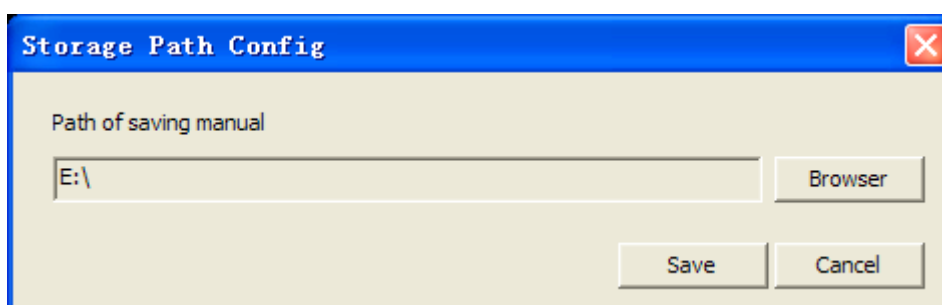 Storage Path Config
Path of saving manual
E:\
Browser
Save
Cancel